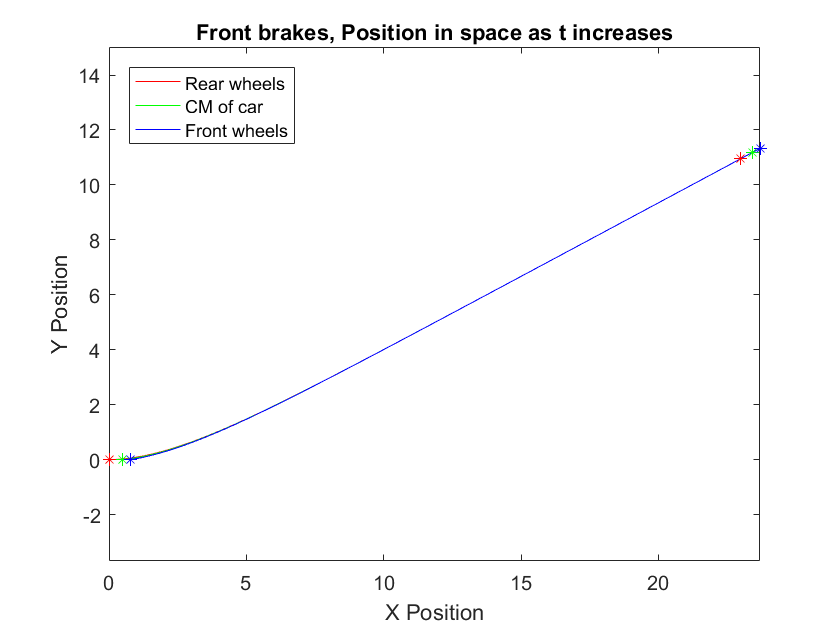 Front brakes, Position in space as t increases
Rear wheels
CM of car
Front wheels
14
12
10
8
6
4
2
0
-2
Y Position
0 5 10 15 20
X Position